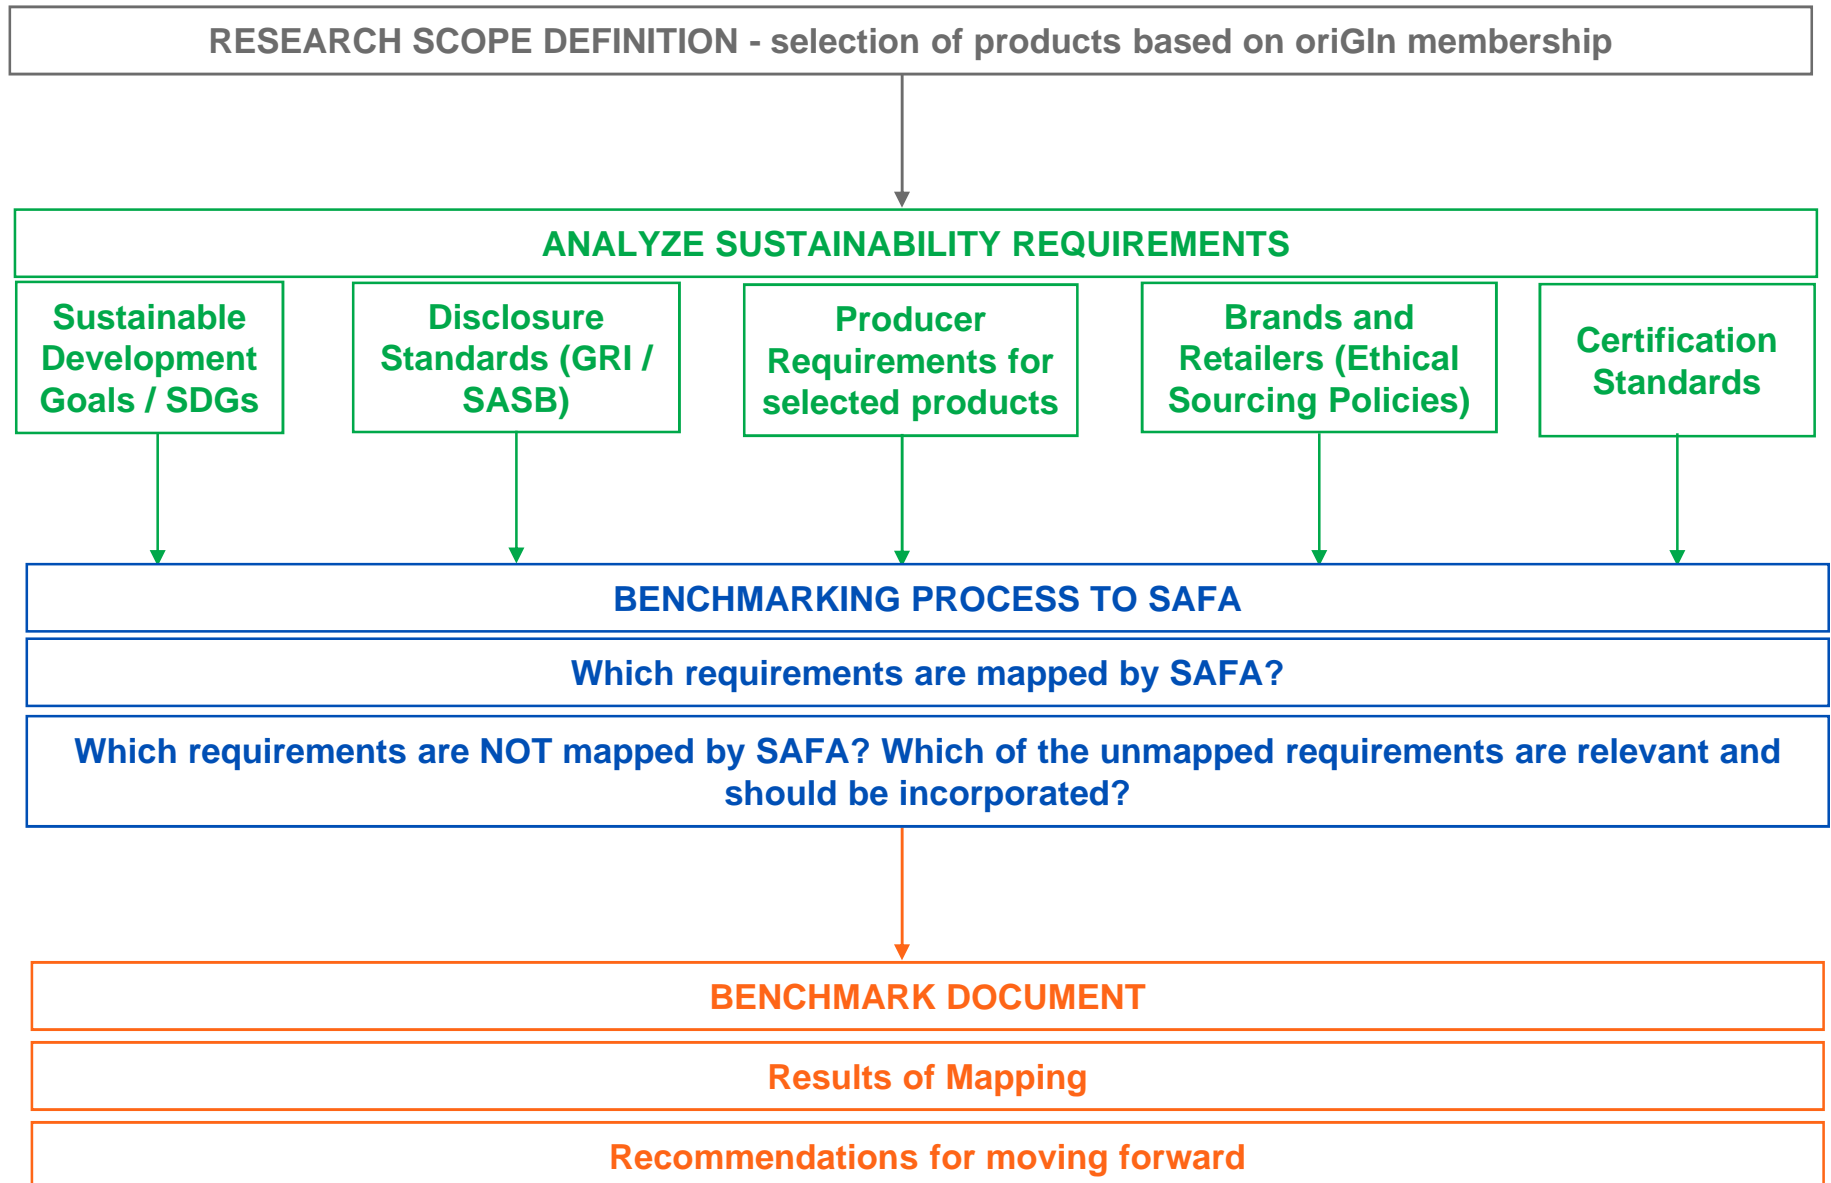 RESEARCH SCOPE DEFINITION - selection of products based on oriGIn membership
ANALYZE SUSTAINABILITY REQUIREMENTS
Sustainable
Development
Goals / SDGs
Disclosure
Standards (GRI /
SASB)
Producer
Requirements for
selected products
Brands and
Retailers (Ethical
Sourcing Policies)
Certification
Standards
BENCHMARKING PROCESS TO SAFA
Which requirements are mapped by SAFA?
Which requirements are NOT mapped by SAFA? Which of the unmapped requirements are relevant and
should be incorporated?
BENCHMARK DOCUMENT
Results of Mapping
Recommendations for moving forward